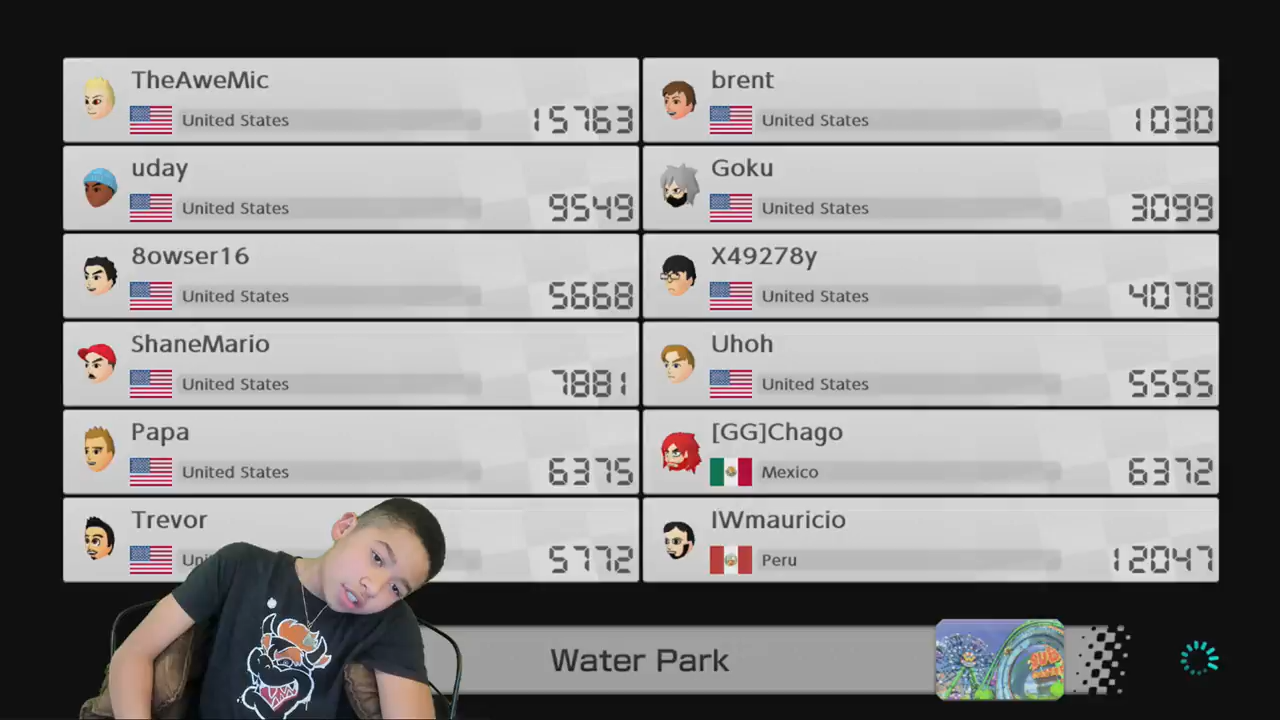 TheAweMic
United States 15763
brent
United States 1030
uday
United States 9549
Goku
United States 3099
8owser16
United States 5668
X49278y
United States 4078
ShaneMario
United States 7881
Uhoh
United States 5555
Papa
United States 6375
[GG]Chago
Mexico 6372
Trevor
Uni 5772
IWmauricio
Peru 12047
Water Park